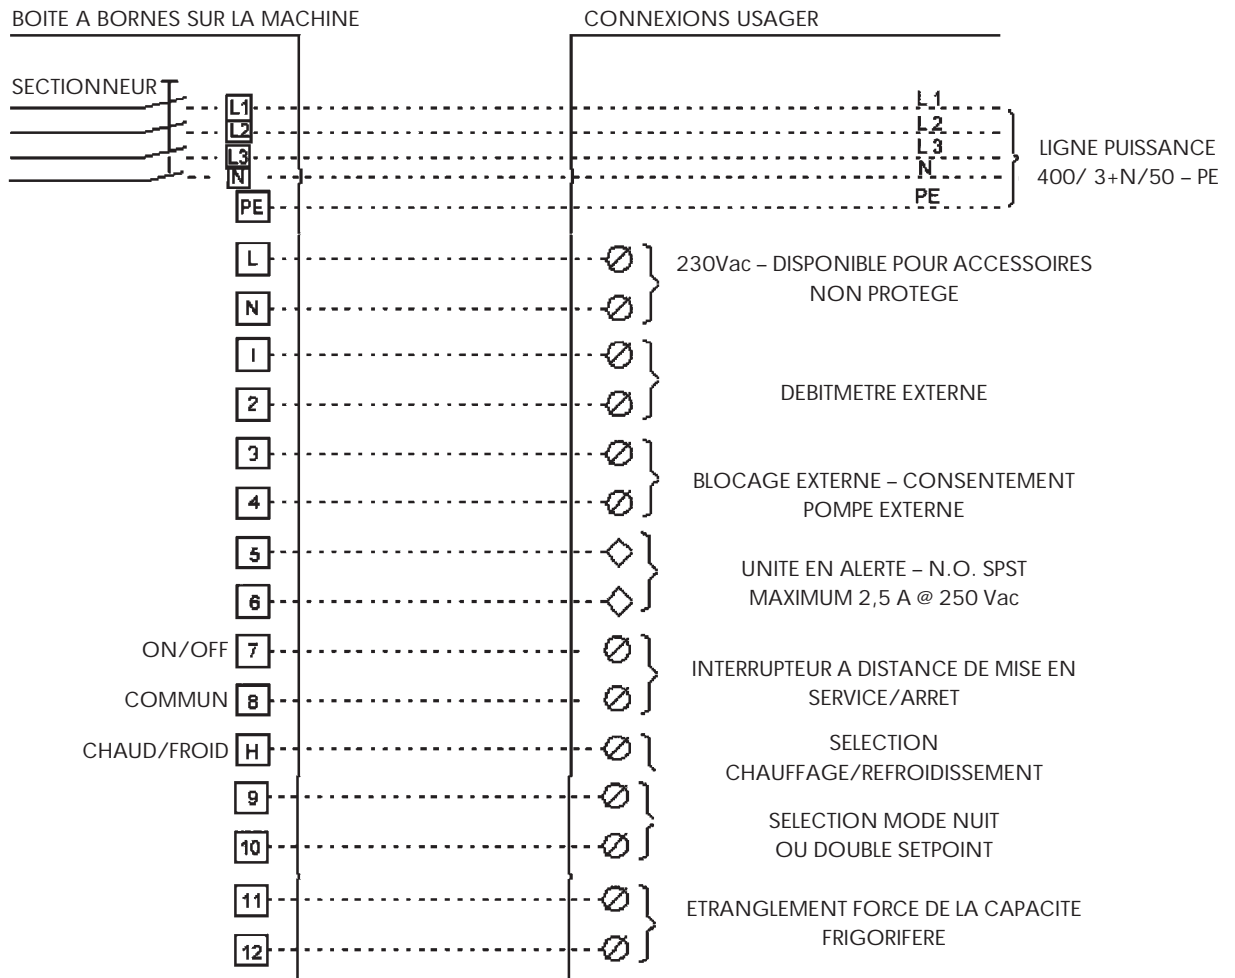 BOITE A BORNES SUR LA MACHINE
CONNEXIONS USAGER
SECTIONNEUR
L1 L 1
L2 L 2
L3 L 3
N N
PE PE
LIGNE PUISSANCE
400/ 3+N/50 – PE
L
N
230Vac – DISPONIBLE POUR ACCESSOIRES
NON PROTEGE
I
2
DEBITMETRE EXTERNE
3
4
BLOCAGE EXTERNE – CONSENTEMENT
POMPE EXTERNE
5
6
UNITE EN ALERTE – N.O. SPST
MAXIMUM 2,5 A @ 250 Vac
ON/OFF 7
COMMUN 8
INTERRUPTEUR A DISTANCE DE MISE EN
SERVICE/ARRET
CHAUD/FROID H
SELECTION
CHAUFFAGE/REFROIDISSEMENT
9
10
SELECTION MODE NUIT
OU DOUBLE SETPOINT
11
12
ETRANGLEMENT FORCE DE LA CAPACITE
FRIGORIFERE